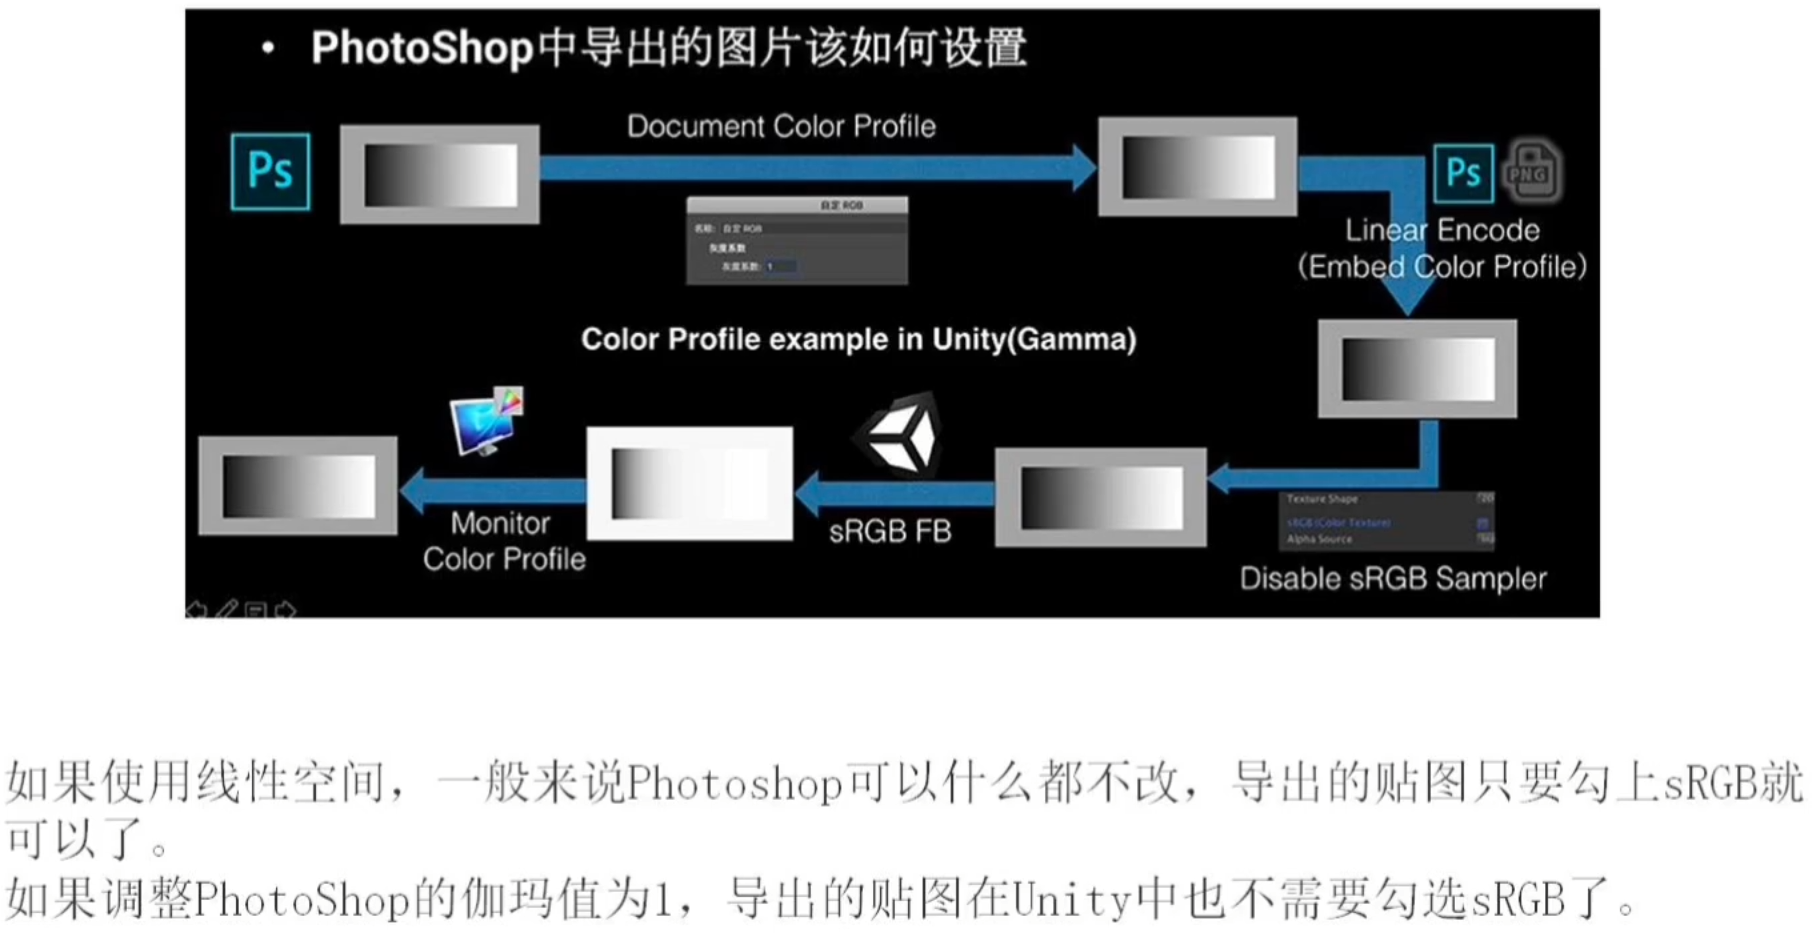 • PhotoShop中导出的图片该如何设置
Ps
Document Color Profile
Ps
PNG
自定 RGB
名称: 自定 RGB
灰度系数
灰度系数: 1
Linear Encode
(Embed Color Profile)
Color Profile example in Unity(Gamma)
Monitor
Color Profile
sRGB FB
Texture Shape
sRGB (Color Texture)
Alpha Source
Disable sRGB Sampler
如果使用线性空间，一般来说Photoshop可以什么都不改，导出的贴图只要勾上sRGB就
可以了。
如果调整PhotoShop的伽玛值为1，导出的贴图在Unity中也不需要勾选sRGB了。